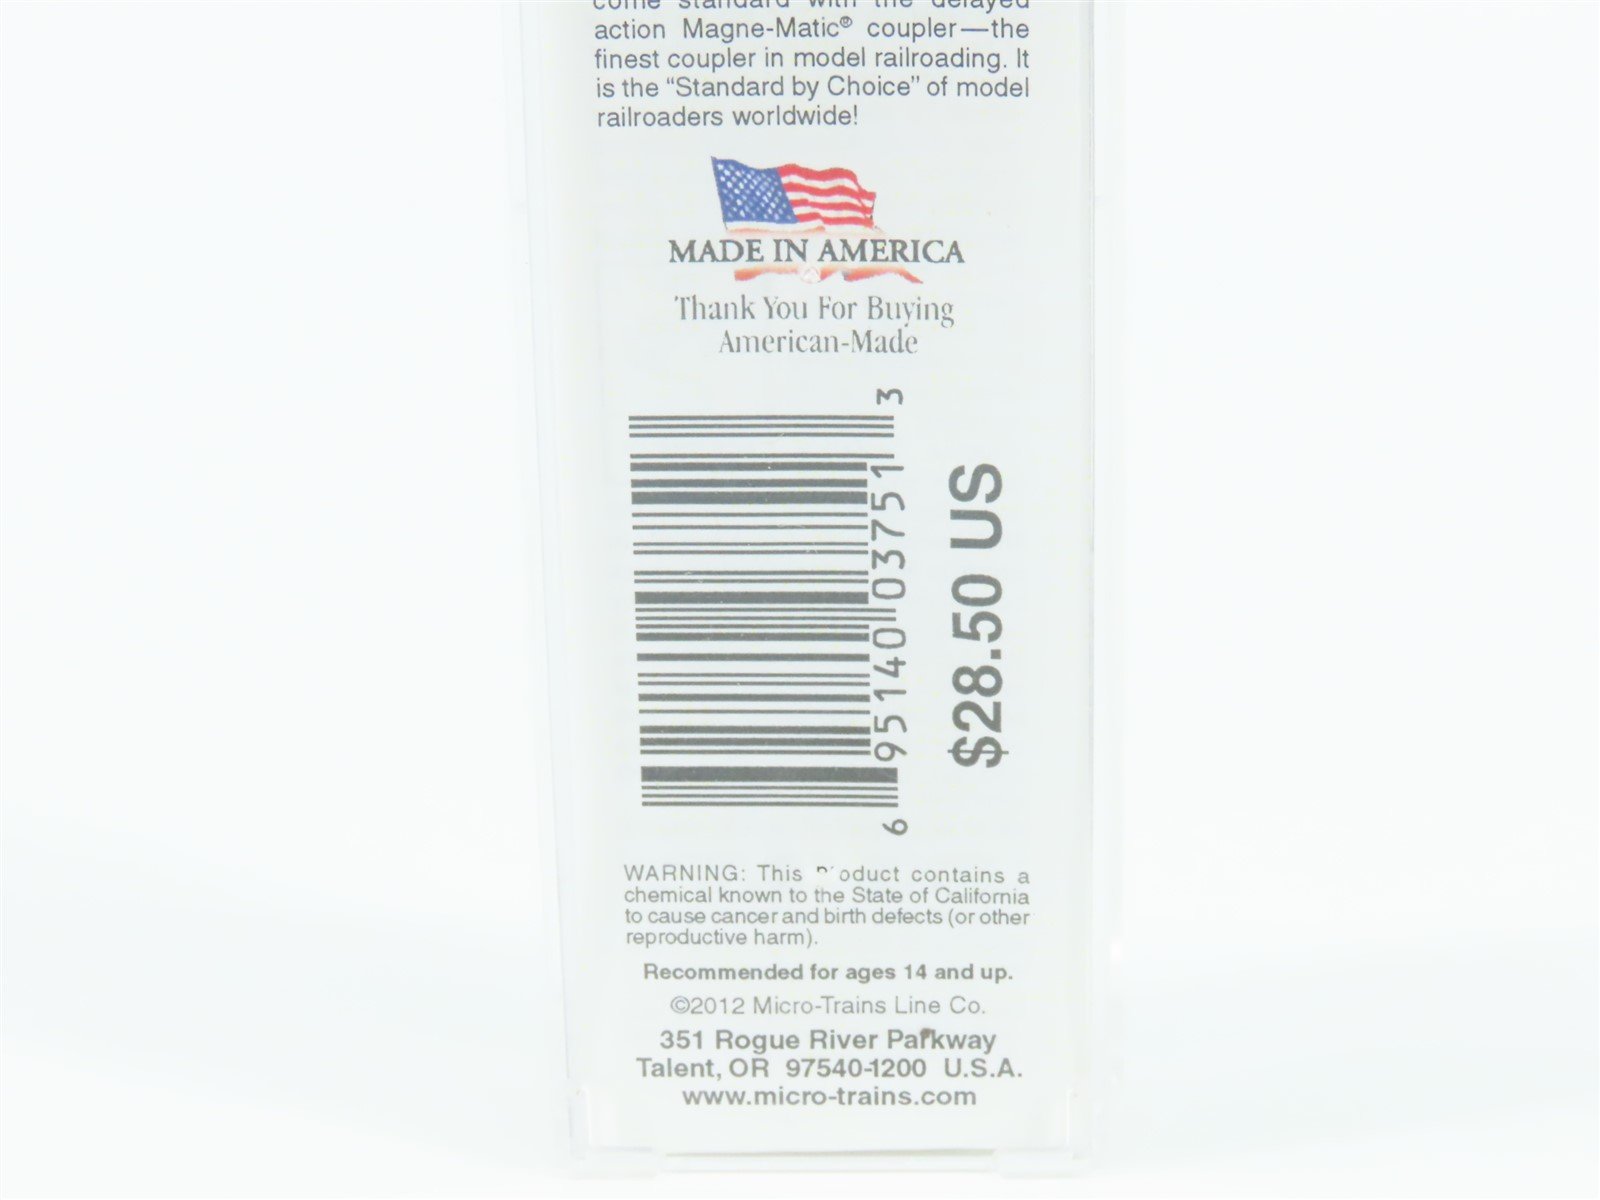 come standard with the delayed
action Magne-Matic® coupler—the
finest coupler in model railroading. It
is the “Standard by Choice” of model
railroaders worldwide!
MADE IN AMERICA
Thank You For Buying
American-Made
6 95140 03751 3
$28.50 US
WARNING: This product contains a
chemical known to the State of California
to cause cancer and birth defects (or other
reproductive harm).
Recommended for ages 14 and up.
©2012 Micro-Trains Line Co.
351 Rogue River Parkway
Talent, OR 97540-1200 U.S.A.
www.micro-trains.com